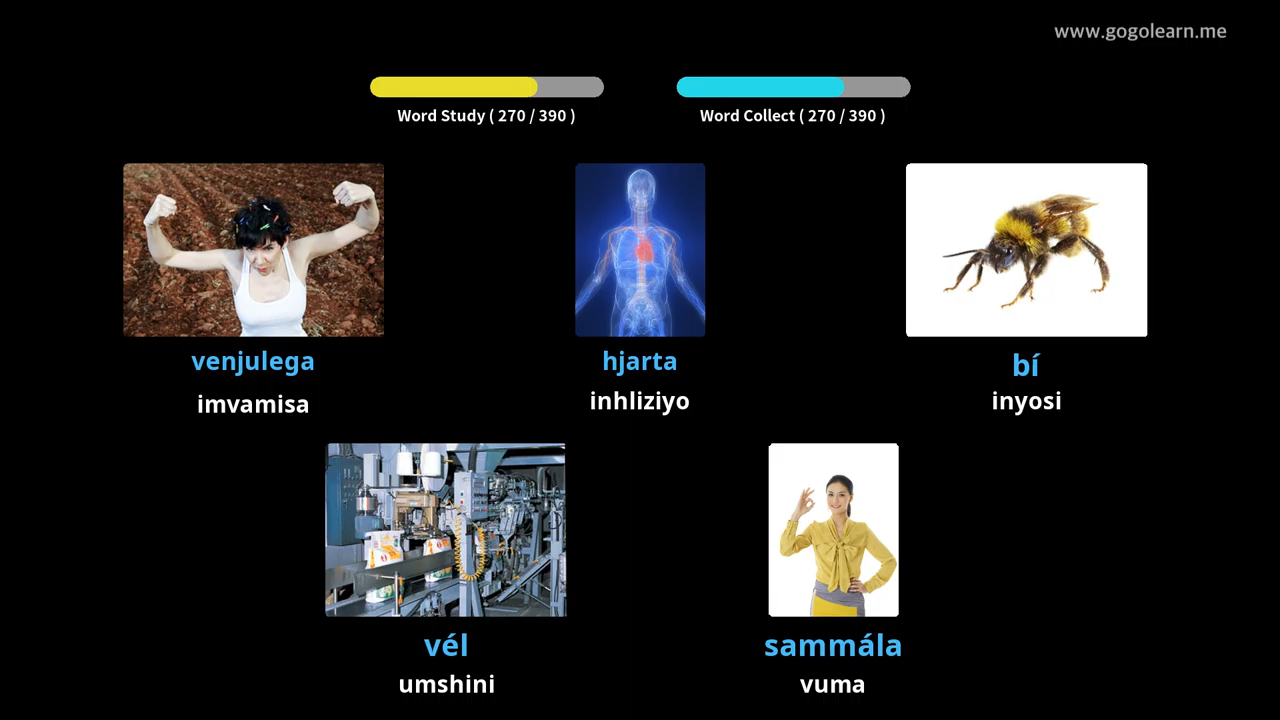 www.gogolearn.me
Word Study ( 270 / 390 )
Word Collect ( 270 / 390 )
venjulega
imvamisa
hjarta
inhliziyo
bí
inyosi
vél
umshini
sammála
vuma